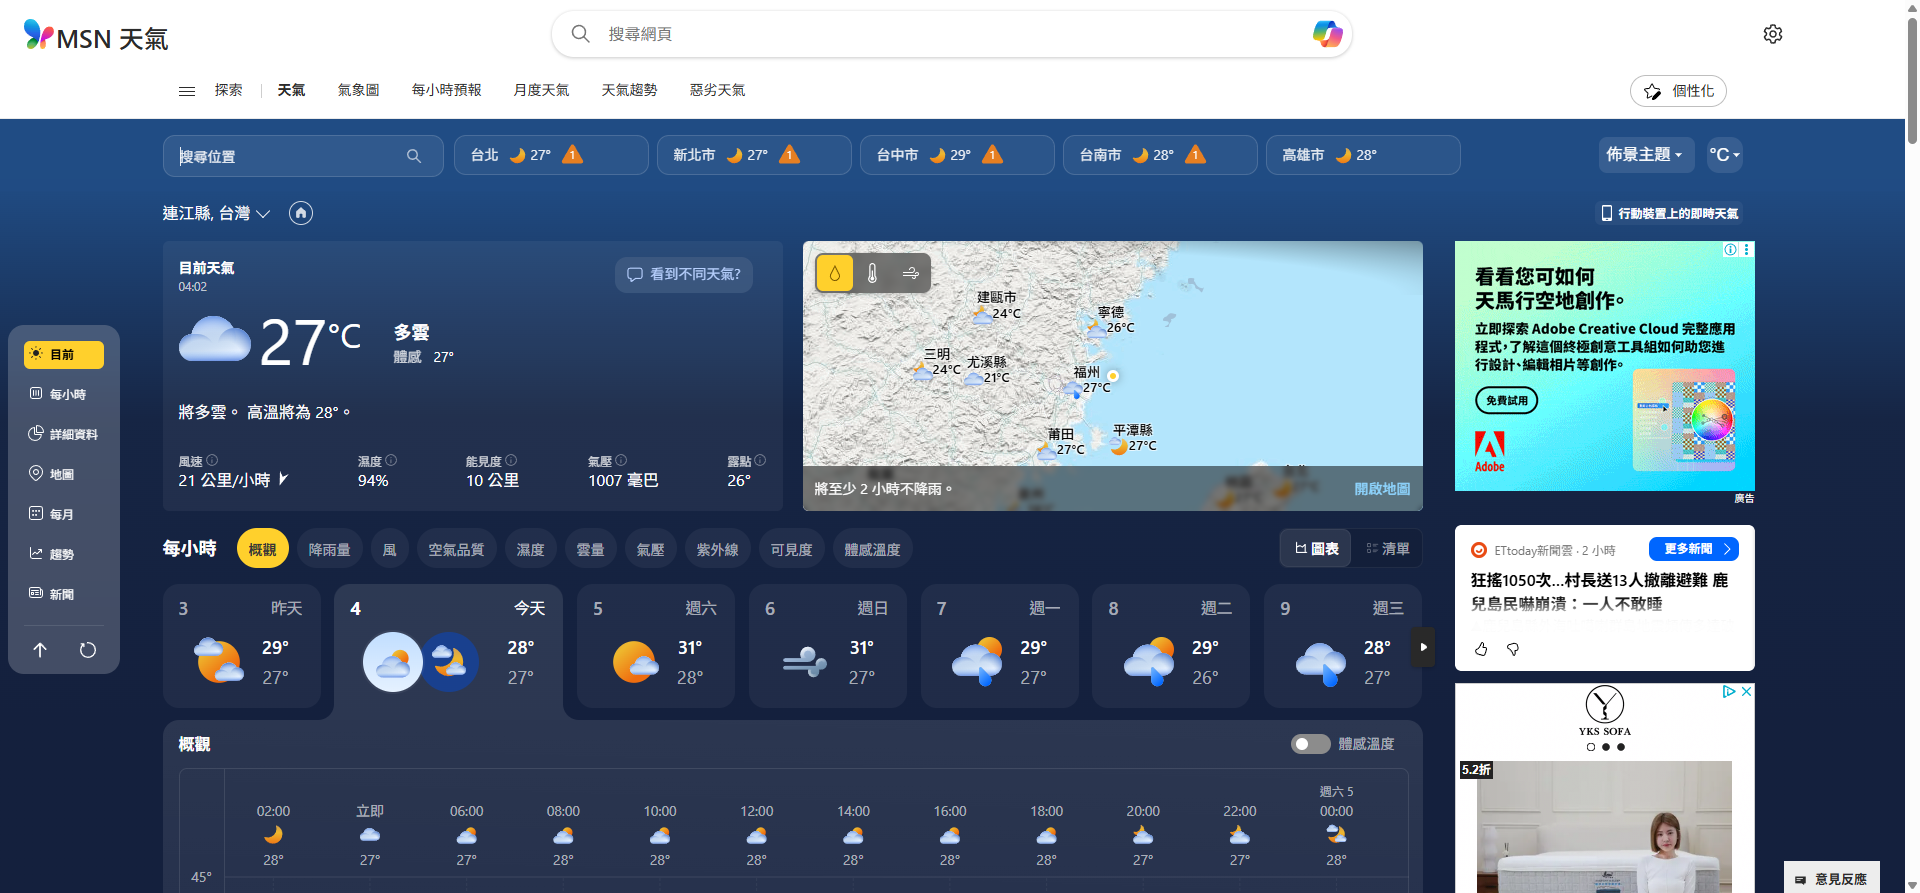 MSN 天氣
搜尋網頁
探索
天氣
氣象圖
每小時預報
月度天氣
天氣趨勢
惡劣天氣
個性化
搜尋位置
台北 27° 1
新北市 27° 1
台中市 29° 1
台南市 28° 1
高雄市 28°
佈景主題
°C
連江縣, 台灣
行動裝置上的即時天氣
目前天氣
04:02
看到不同天氣?
27°C
多雲
體感 27°
將多雲。 高溫將為 28°。
風速
21 公里/小時
濕度
94%
能見度
10 公里
氣壓
1007 毫巴
露點
26°
建甌市
24°C
寧德
26°C
三明
24°C
尤溪縣
21°C
福州
27°C
莆田
27°C
平潭縣
27°C
將至少 2 小時不降雨。
開啟地圖
看看您可如何
天馬行空地創作。
立即探索 Adobe Creative Cloud 完整應用
程式,了解這個終極創意工具組如何助您進
行設計、編輯相片等創作。
免費試用
Adobe
廣告
目前
每小時
詳細資料
地圖
每月
趨勢
新聞
每小時
概觀
降雨量
風
空氣品質
濕度
雲量
氣壓
紫外線
可見度
體感溫度
圖表
清單
3 昨天
29°
27°
4 今天
28°
27°
5 週六
31°
28°
6 週日
31°
27°
7 週一
29°
27°
8 週二
29°
26°
9 週三
28°
27°
ETtoday新聞雲 · 2 小時
更多新聞
狂搖1050次...村長送13人撤離避難 鹿
兒島民嚇崩潰：一人不敢睡
概觀
體感溫度
週六 5
02:00 立即 06:00 08:00 10:00 12:00 14:00 16:00 18:00 20:00 22:00 00:00
28° 27° 27° 28° 28° 28° 28° 28° 28° 27° 27° 28°
45°
YKS SOFA
5.2折
意見反應